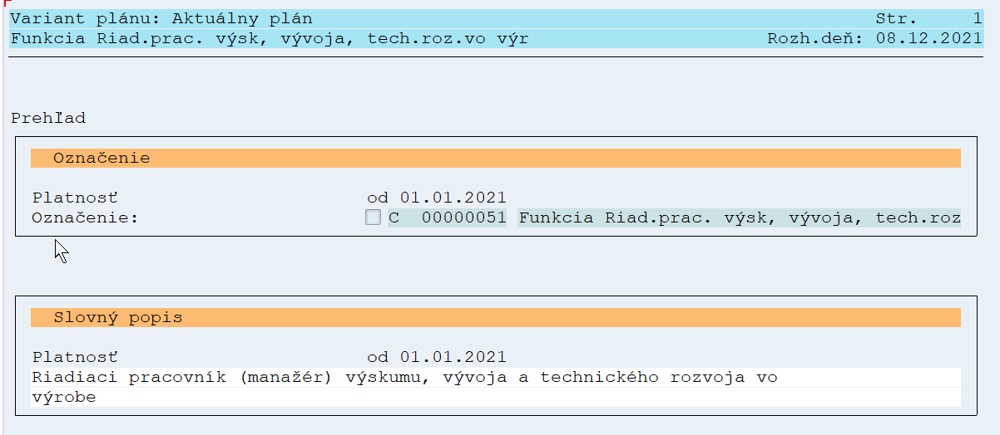 Variant plánu: Aktuálny plán Str. 1
Funkcia Riad.prac. výsk, vývoja, tech.roz.vo výr Rozh.deň: 08.12.2021
Prehľad
Označenie
Platnosť od 01.01.2021
Označenie: C 00000051 Funkcia Riad.prac. výsk, vývoja, tech.roz
Slovný popis
Platnosť od 01.01.2021
Riadiaci pracovník (manažér) výskumu, vývoja a technického rozvoja vo
výrobe